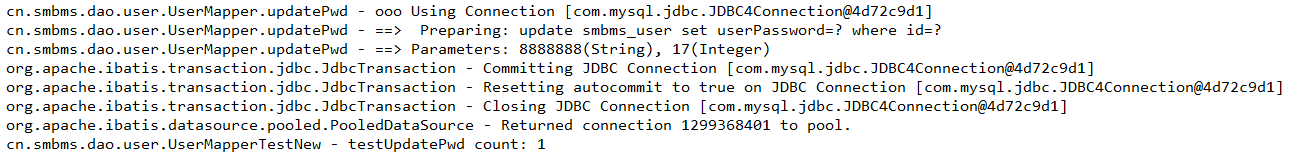 cn.smbms.dao.user.UserMapper.updatePwd - ooo Using Connection [com.mysql.jdbc.JDBC4Connection@4d72c9d1]
cn.smbms.dao.user.UserMapper.updatePwd - ==>  Preparing: update smbms_user set userPassword=? where id=?
cn.smbms.dao.user.UserMapper.updatePwd - ==> Parameters: 8888888(String), 17(Integer)
org.apache.ibatis.transaction.jdbc.JdbcTransaction - Committing JDBC Connection [com.mysql.jdbc.JDBC4Connection@4d72c9d1]
org.apache.ibatis.transaction.jdbc.JdbcTransaction - Resetting autocommit to true on JDBC Connection [com.mysql.jdbc.JDBC4Connection@4d72c9d1]
org.apache.ibatis.transaction.jdbc.JdbcTransaction - Closing JDBC Connection [com.mysql.jdbc.JDBC4Connection@4d72c9d1]
org.apache.ibatis.datasource.pooled.PooledDataSource - Returned connection 1299368401 to pool.
cn.smbms.dao.user.UserMapperTestNew - testUpdatePwd count: 1